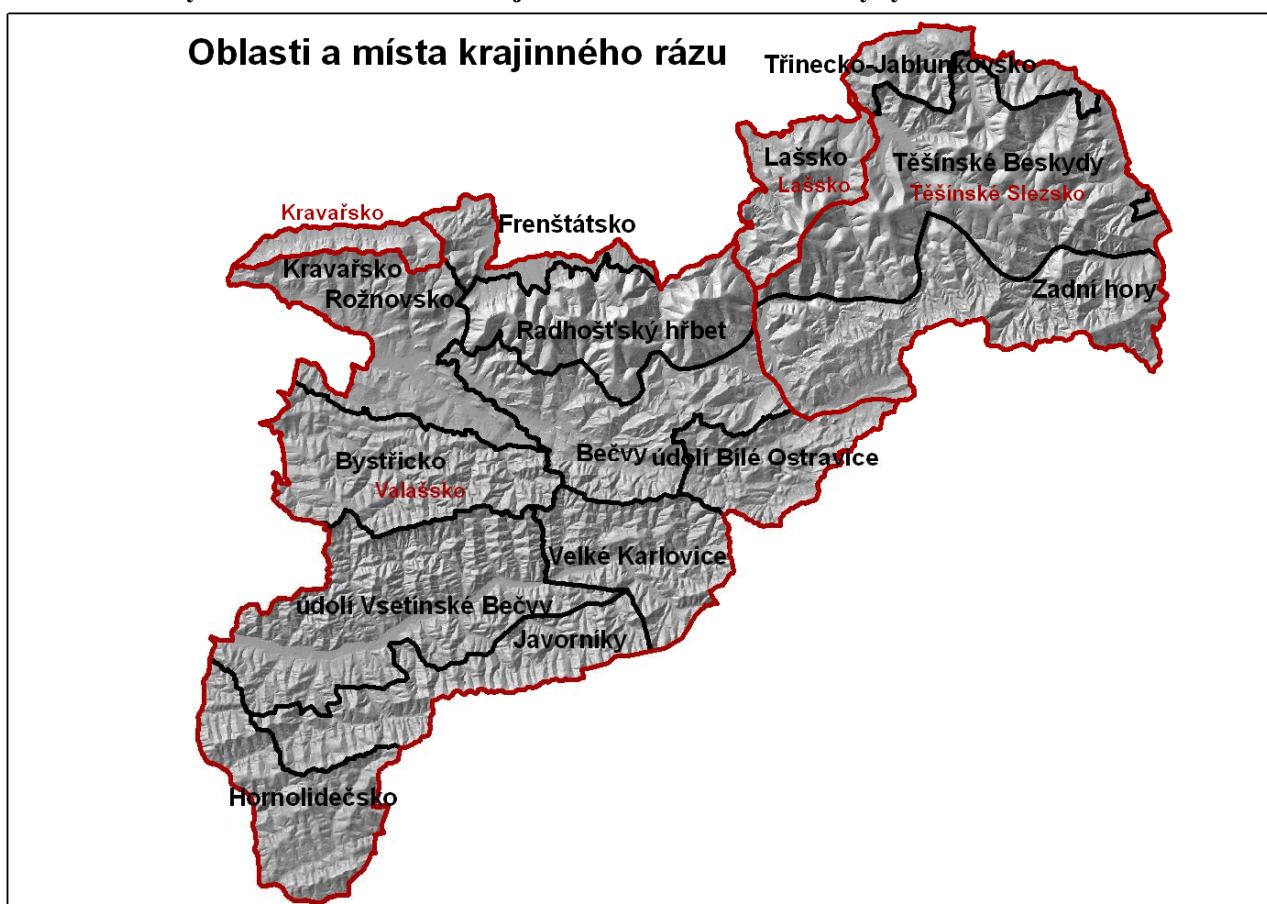 Oblasti a místa krajinného rázu
Třinecko-Jablunkovsko
Lašsko
Lašsko
Těšínské Beskydy
Těšínské Slezsko
Kravařsko
Frenštátsko
Kravařsko
Rožnovsko
Zadní hory
Radhošťský hřbet
Bečvy
údolí Bílé Ostravice
Bystřicko
Valašsko
Velké Karlovice
údolí Vsetínské Bečvy
Javorníky
Hornolidečsko